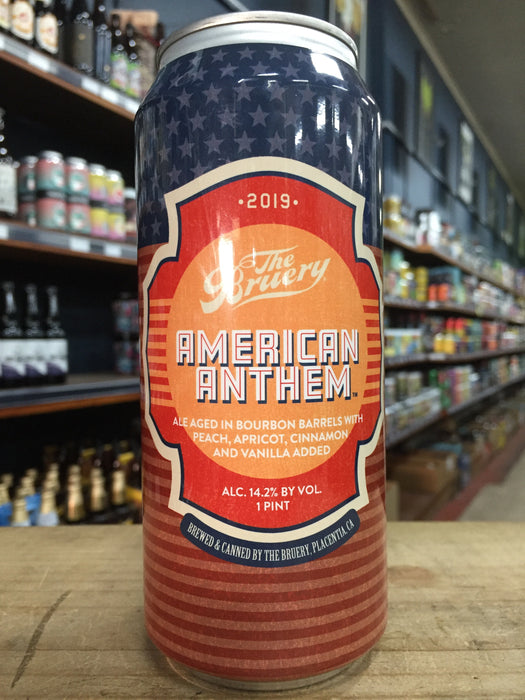 •2019•
The
Bruery
AMERICAN
ANTHEM™
ALE AGED IN BOURBON BARRELS WITH
PEACH, APRICOT, CINNAMON
AND VANILLA ADDED
ALC. 14.2% BY VOL.
1 PINT
BREWED & CANNED BY THE BRUERY, PLACENTIA, CA